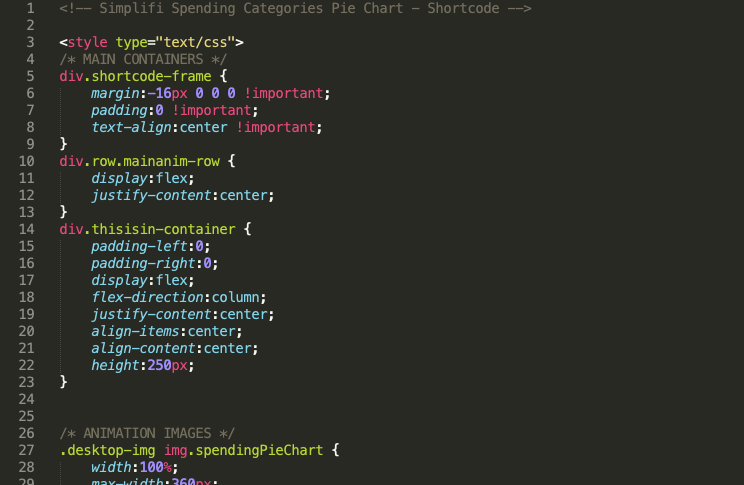 1 <!-- Simplifi Spending Categories Pie Chart - Shortcode -->
2
3 <style type="text/css">
4 /* MAIN CONTAINERS */
5 div.shortcode-frame {
6     margin:-16px 0 0 0 !important;
7     padding:0 !important;
8     text-align:center !important;
9 }
10 div.row.mainanim-row {
11     display:flex;
12     justify-content:center;
13 }
14 div.thisisin-container {
15     padding-left:0;
16     padding-right:0;
17     display:flex;
18     flex-direction:column;
19     justify-content:center;
20     align-items:center;
21     align-content:center;
22     height:250px;
23 }
24
25
26 /* ANIMATION IMAGES */
27 .desktop-img img.spendingPieChart {
28     width:100%;
29     max-width:360px;